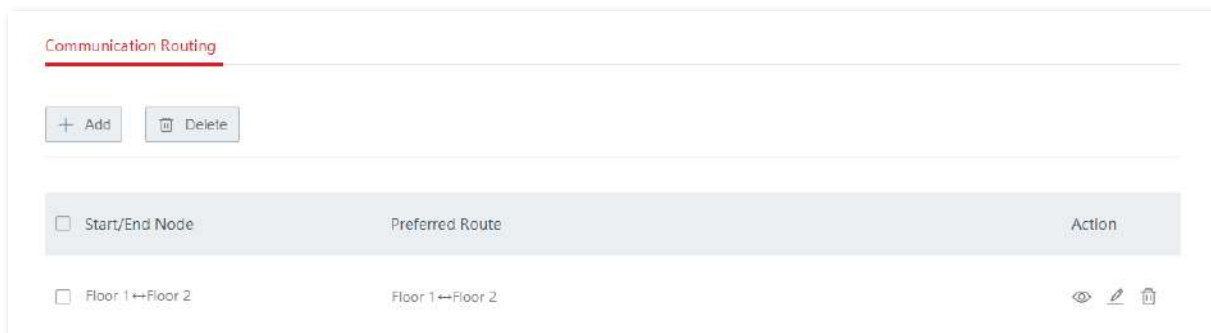 Communication Routing
+ Add Delete
Start/End Node Preferred Route Action
Floor 1↔Floor 2 Floor 1↔Floor 2